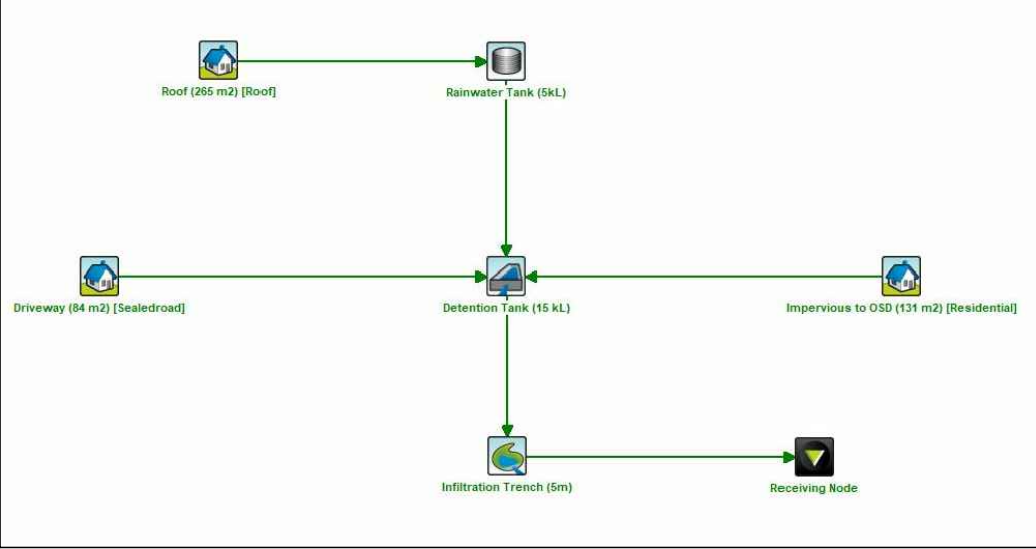 Roof (265 m2) [Roof]
Rainwater Tank (5kL)
Driveway (84 m2) [Sealedroad]
Detention Tank (15 kL)
Impervious to OSD (131 m2) [Residential]
Infiltration Trench (5m)
Receiving Node